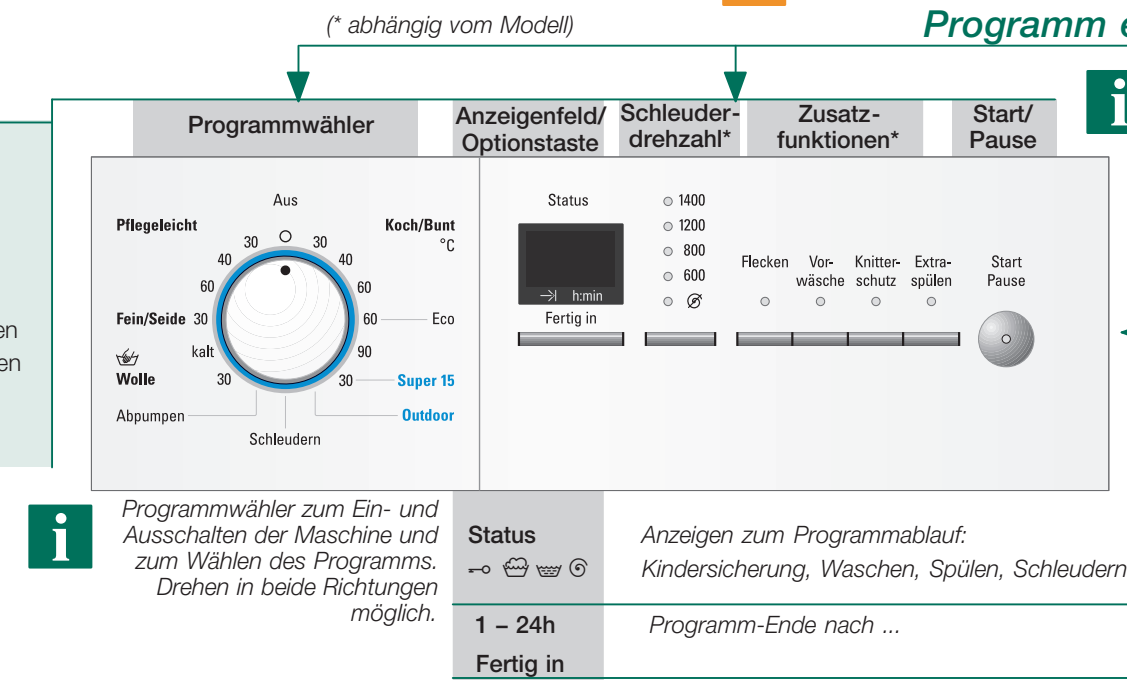 (* abhängig vom Modell)
Programm e
i
Programmwähler
Anzeigenfeld/
Optionstaste
Schleuder-
drehzahl*
Zusatz-
funktionen*
Start/
Pause
Aus
Pflegeleicht
Koch/Bunt
°C
30
30
40
40
60
60
Fein/Seide 30
60 Eco
kalt
90
Wolle
30
30
Super 15
Abpumpen
Outdoor
Schleudern
Status
h:min
Fertig in
1400
1200
800
600
Flecken
Vor-
wäsche
Knitter-
schutz
Extra-
spülen
Start
Pause
en
en
i
Programmwähler zum Ein- und
Ausschalten der Maschine und
zum Wählen des Programms.
Drehen in beide Richtungen
möglich.
Status
Anzeigen zum Programmablauf:
Kindersicherung, Waschen, Spülen, Schleudern
1 – 24h
Programm-Ende nach ...
Fertig in